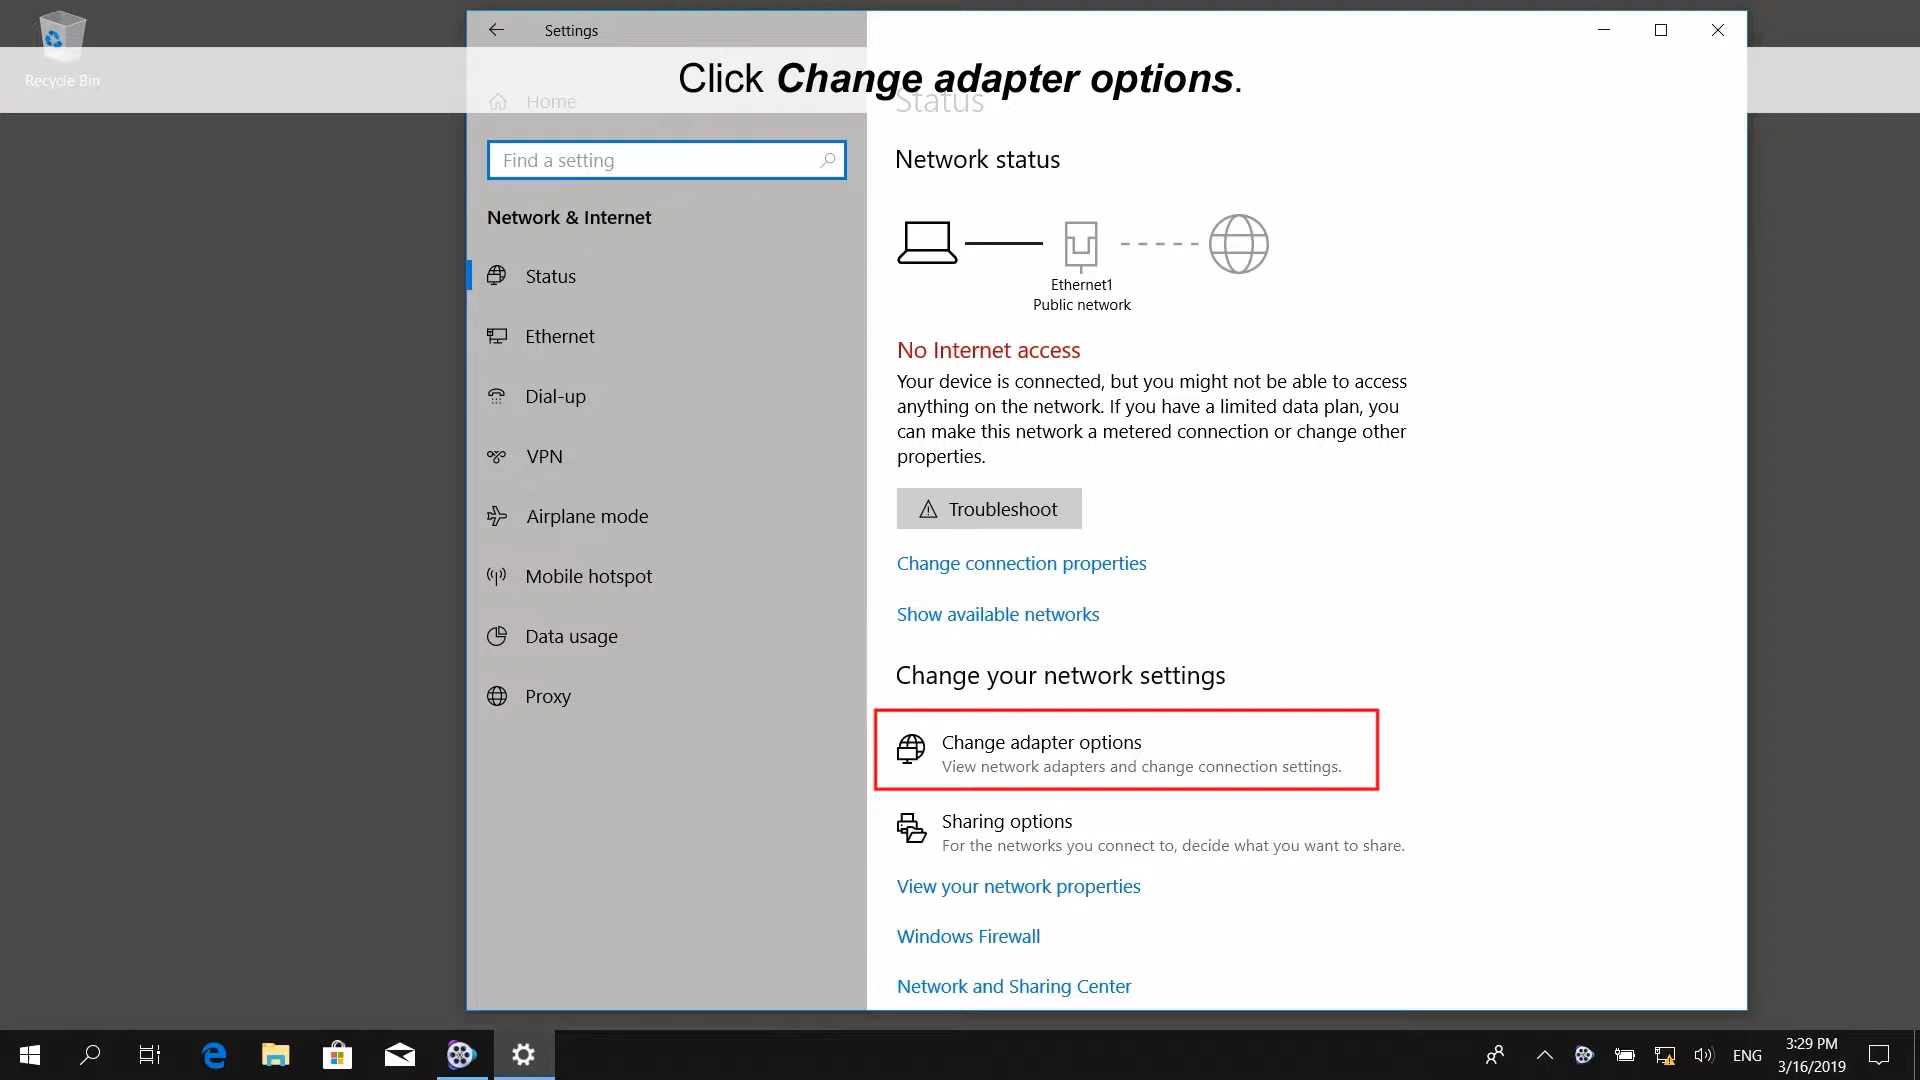 Settings
Recycle Bin
Click Change adapter options.
Home
Status
Find a setting
Network & Internet
Status
Ethernet
Dial-up
VPN
Airplane mode
Mobile hotspot
Data usage
Proxy
Network status
Ethernet1
Public network
No Internet access
Your device is connected, but you might not be able to access
anything on the network. If you have a limited data plan, you
can make this network a metered connection or change other
properties.
Troubleshoot
Change connection properties
Show available networks
Change your network settings
Change adapter options
View network adapters and change connection settings.
Sharing options
For the networks you connect to, decide what you want to share.
View your network properties
Windows Firewall
Network and Sharing Center
ENG
3:29 PM
3/16/2019